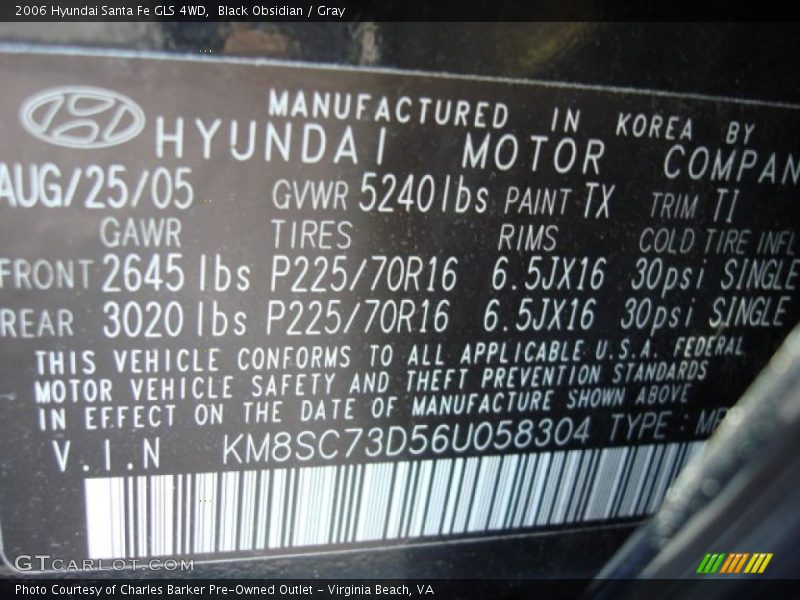 2006 Hyundai Santa Fe GLS 4WD,  Black Obsidian / Gray
MANUFACTURED IN KOREA BY
HYUNDAI MOTOR COMPAN
AUG/25/05 GVWR 5240lbs PAINT TX TRIM TI
GAWR TIRES RIMS COLD TIRE INFL
FRONT 2645 lbs P225/70R16 6.5JX16 30psi SINGLE
REAR 3020 lbs P225/70R16 6.5JX16 30psi SINGLE
THIS VEHICLE CONFORMS TO ALL APPLICABLE U.S.A. FEDERAL
MOTOR VEHICLE SAFETY AND THEFT PREVENTION STANDARDS
IN EFFECT ON THE DATE OF MANUFACTURE SHOWN ABOVE
V.I.N KM8SC73D56U058304 TYPE : MP
GTCARLOT.COM
Photo Courtesy of Charles Barker Pre-Owned Outlet - Virginia Beach, VA